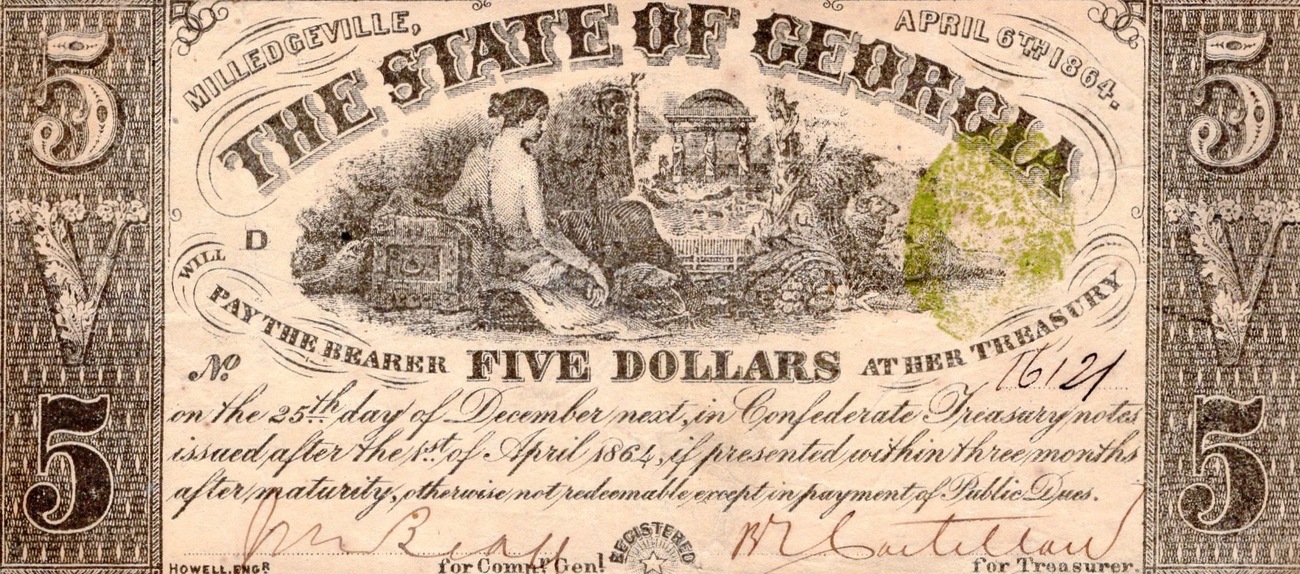 MILLEDGEVILLE, APRIL 6TH 1864.
THE STATE OF GEORGIA
5 5
V V
5 5
D
WILL
PAY THE BEARER FIVE DOLLARS AT HER TREASURY
No 16121
on the 25th day of December next, in Confederate Treasury notes
issued after the 1st of April 1864, if presented within three months
after maturity, otherwise not redeemable except in payment of Public Dues.
REGISTERED
HOWELL, ENGR for Compt. Genl. for Treasurer.